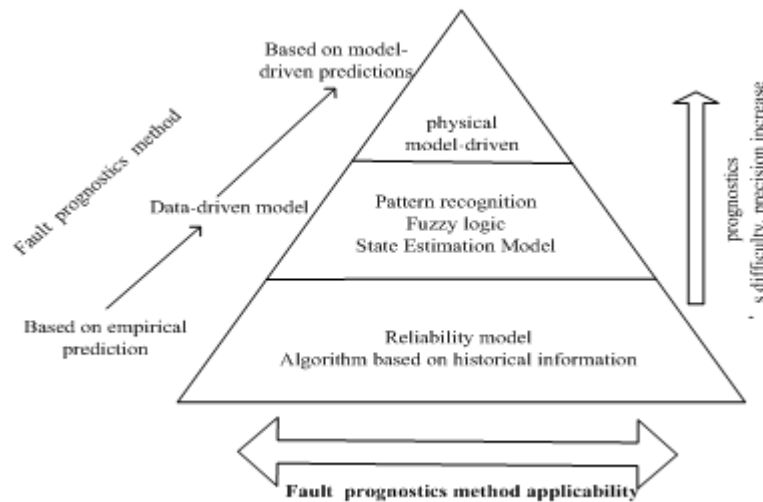 Based on model-
driven predictions
physical
model-driven
Fault prognostics method
Data-driven model
Pattern recognition
Fuzzy logic
State Estimation Model
Based on empirical
prediction
Reliability model
Algorithm based on historical information
prognostics
's difficulty, precision increase
Fault prognostics method applicability